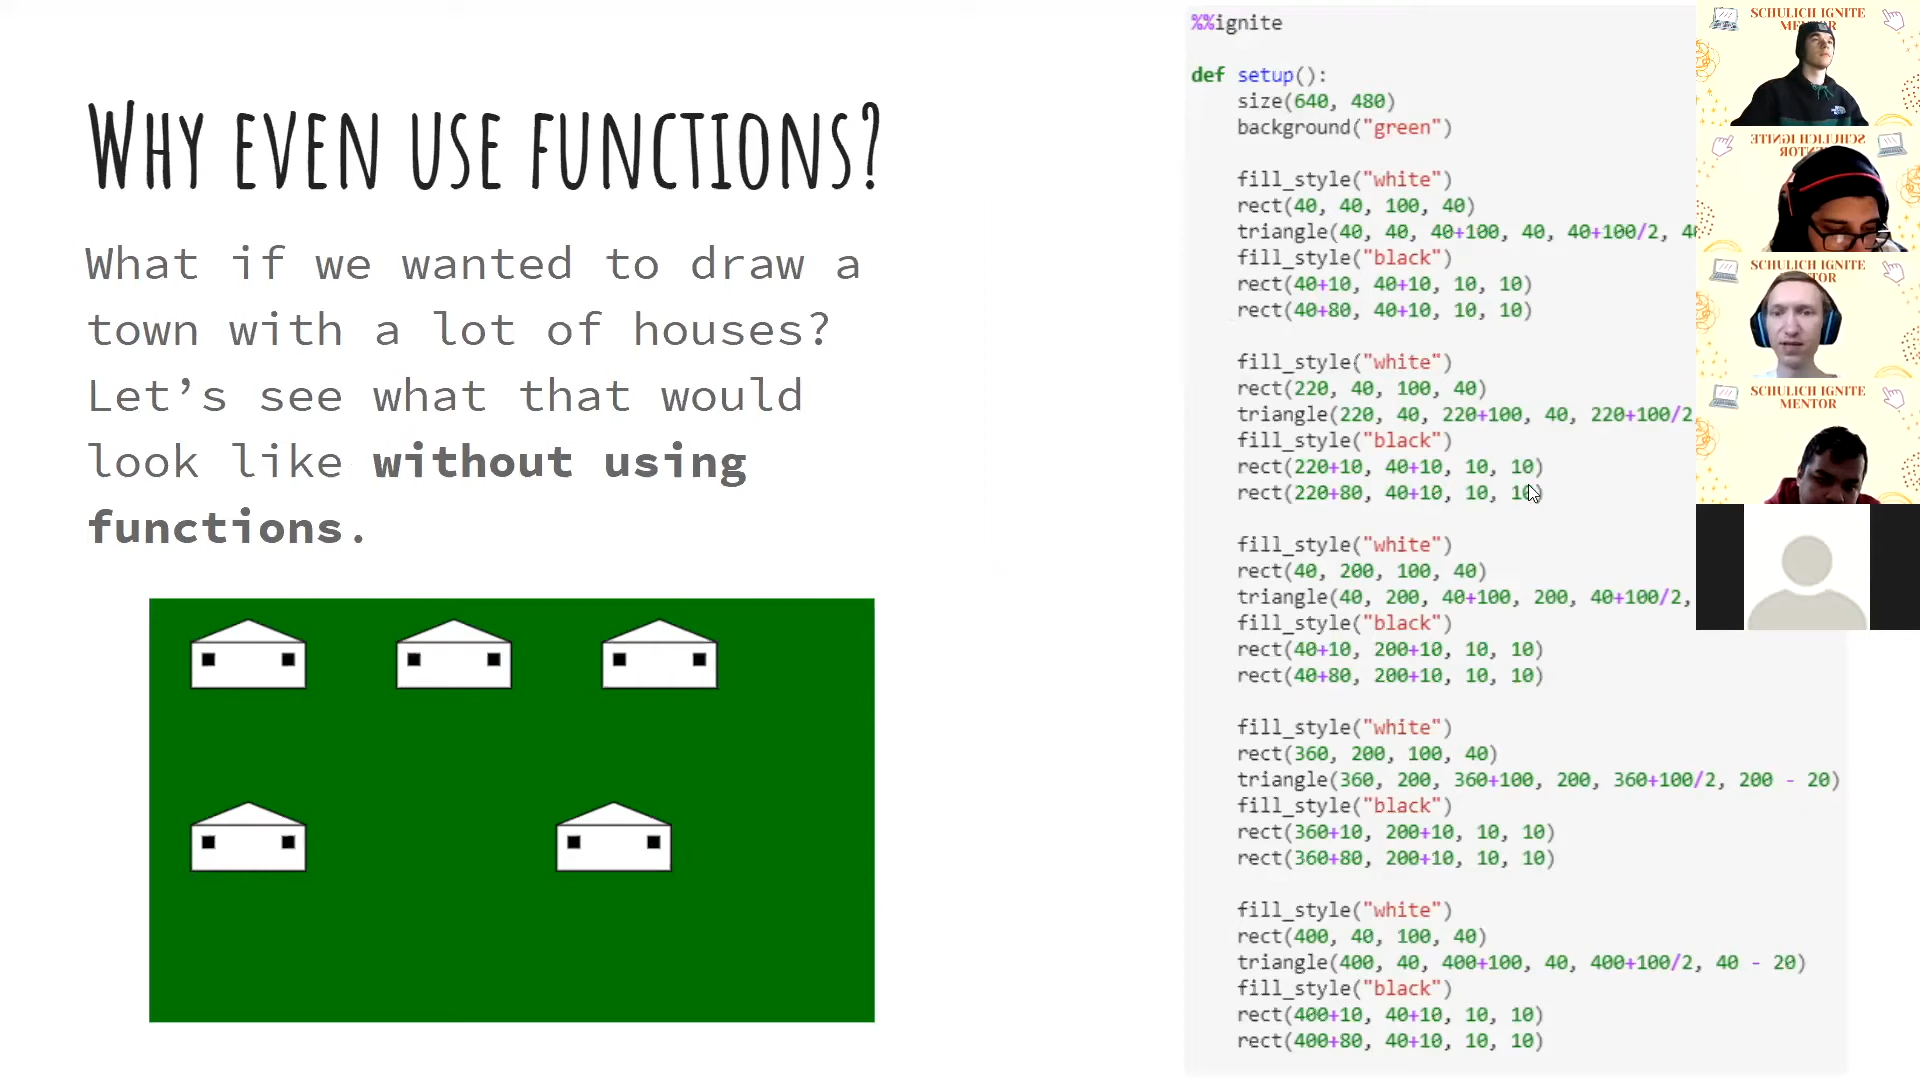 WHY EVEN USE FUNCTIONS?
What if we wanted to draw a
town with a lot of houses?
Let’s see what that would
look like without using
functions.
%%ignite
def setup():
size(640, 480)
background("green")
fill_style("white")
rect(40, 40, 100, 40)
triangle(40, 40, 40+100, 40, 40+100/2,
fill_style("black")
rect(40+10, 40+10, 10, 10)
rect(40+80, 40+10, 10, 10)
fill_style("white")
rect(220, 40, 100, 40)
triangle(220, 40, 220+100, 40, 220+100/2
fill_style("black")
rect(220+10, 40+10, 10, 10)
rect(220+80, 40+10, 10, 10)
fill_style("white")
rect(40, 200, 100, 40)
triangle(40, 200, 40+100, 200, 40+100/2,
fill_style("black")
rect(40+10, 200+10, 10, 10)
rect(40+80, 200+10, 10, 10)
fill_style("white")
rect(360, 200, 100, 40)
triangle(360, 200, 360+100, 200, 360+100/2, 200 - 20)
fill_style("black")
rect(360+10, 200+10, 10, 10)
rect(360+80, 200+10, 10, 10)
fill_style("white")
rect(400, 40, 100, 40)
triangle(400, 40, 400+100, 40, 400+100/2, 40 - 20)
fill_style("black")
rect(400+10, 40+10, 10, 10)
rect(400+80, 40+10, 10, 10)
SCHULICH IGNITE
SCHULICH IGNITE
SCHULICH IGNITE
SCHULICH IGNITE
MENTOR